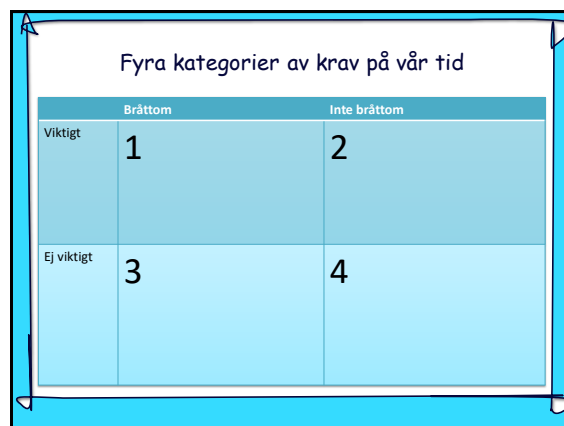 Fyra kategorier av krav på vår tid
Bråttom Inte bråttom
Viktigt 1 2
Ej viktigt 3 4